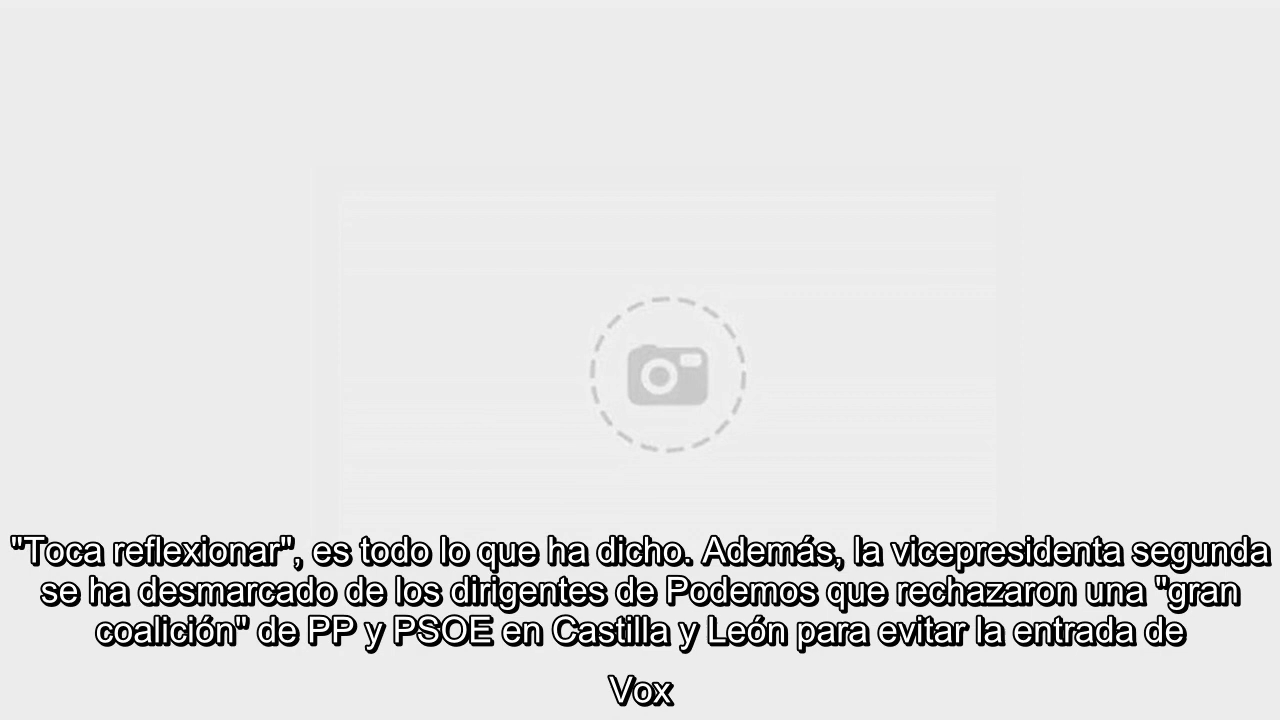 "Toca reflexionar", es todo lo que ha dicho. Además, la vicepresidenta segunda
se ha desmarcado de los dirigentes de Podemos que rechazaron una "gran
coalición" de PP y PSOE en Castilla y León para evitar la entrada de
Vox